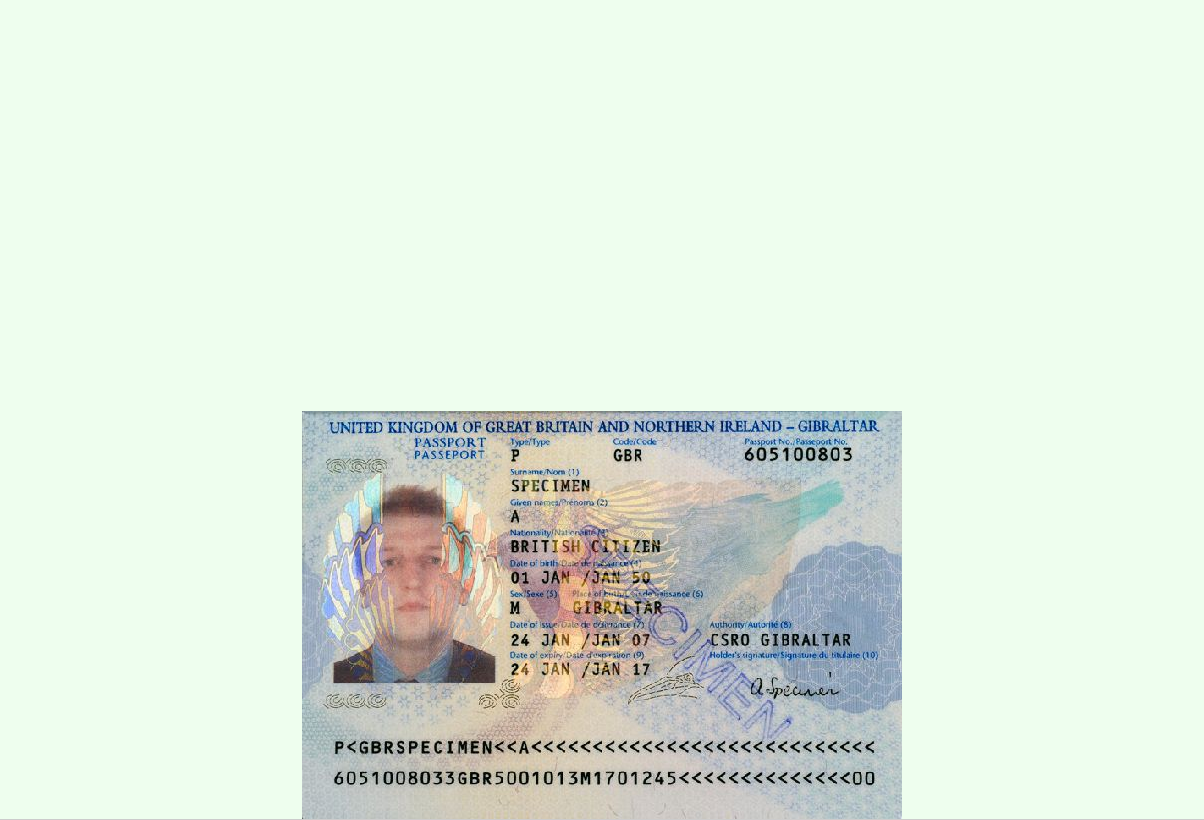 UNITED KINGDOM OF GREAT BRITAIN AND NORTHERN IRELAND – GIBRALTAR
PASSPORT
PASSEPORT
Type/Type Code/Code Passport No./Passeport No.
P GBR 605100803
Surname/Nom (1)
SPECIMEN
Given names/Prénoms (2)
A
Nationality/Nationalité (3)
BRITISH CITIZEN
Date of birth/Date de naissance (4)
01 JAN /JAN 50
Sex/Sexe (5) Place of birth/Lieu de naissance (6)
M GIBRALTAR
Date of issue/Date de délivrance (7) Authority/Autorité (8)
24 JAN /JAN 07 CSRO GIBRALTAR
Date of expiry/Date d'expiration (9) Holder's signature/Signature du titulaire (10)
24 JAN /JAN 17
A Specimen
SPECIMEN
P<GBRSPECIMEN<<A<<<<<<<<<<<<<<<<<<<<<<<<<<<<
6051008033GBR5001013M1701245<<<<<<<<<<<<<<00